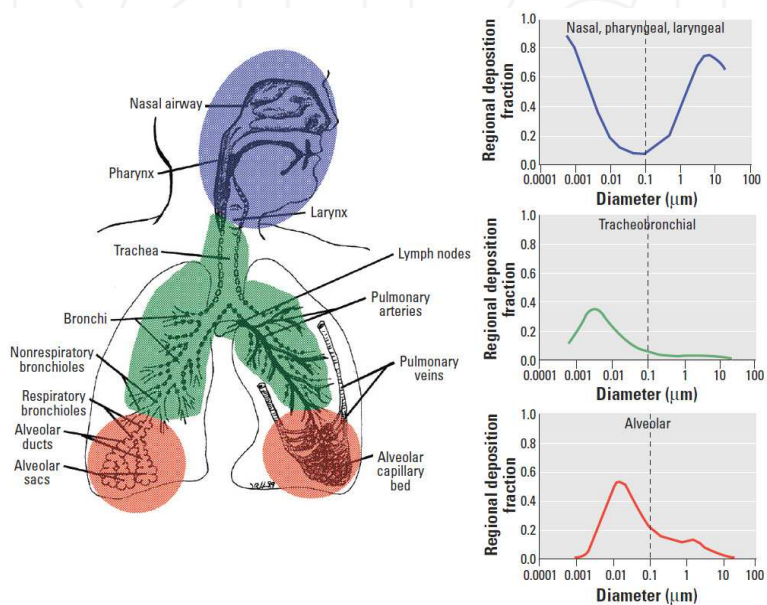 Nasal airway
Pharynx
Larynx
Trachea
Lymph nodes
Pulmonary
arteries
Bronchi
Nonrespiratory
bronchioles
Pulmonary
veins
Respiratory
bronchioles
Alveolar
ducts
Alveolar
sacs
Alveolar
capillary
bed
Nasal, pharyngeal, laryngeal
Regional deposition
fraction
1.0
0.8
0.6
0.4
0.2
0.0
0.0001 0.001 0.01 0.1 1 10 100
Diameter (μm)
Tracheobronchial
Regional deposition
fraction
1.0
0.8
0.6
0.4
0.2
0.0
0.0001 0.001 0.01 0.1 1 10 100
Diameter (μm)
Alveolar
Regional deposition
fraction
1.0
0.8
0.6
0.4
0.2
0.0
0.0001 0.001 0.01 0.1 1 10 100
Diameter (μm)